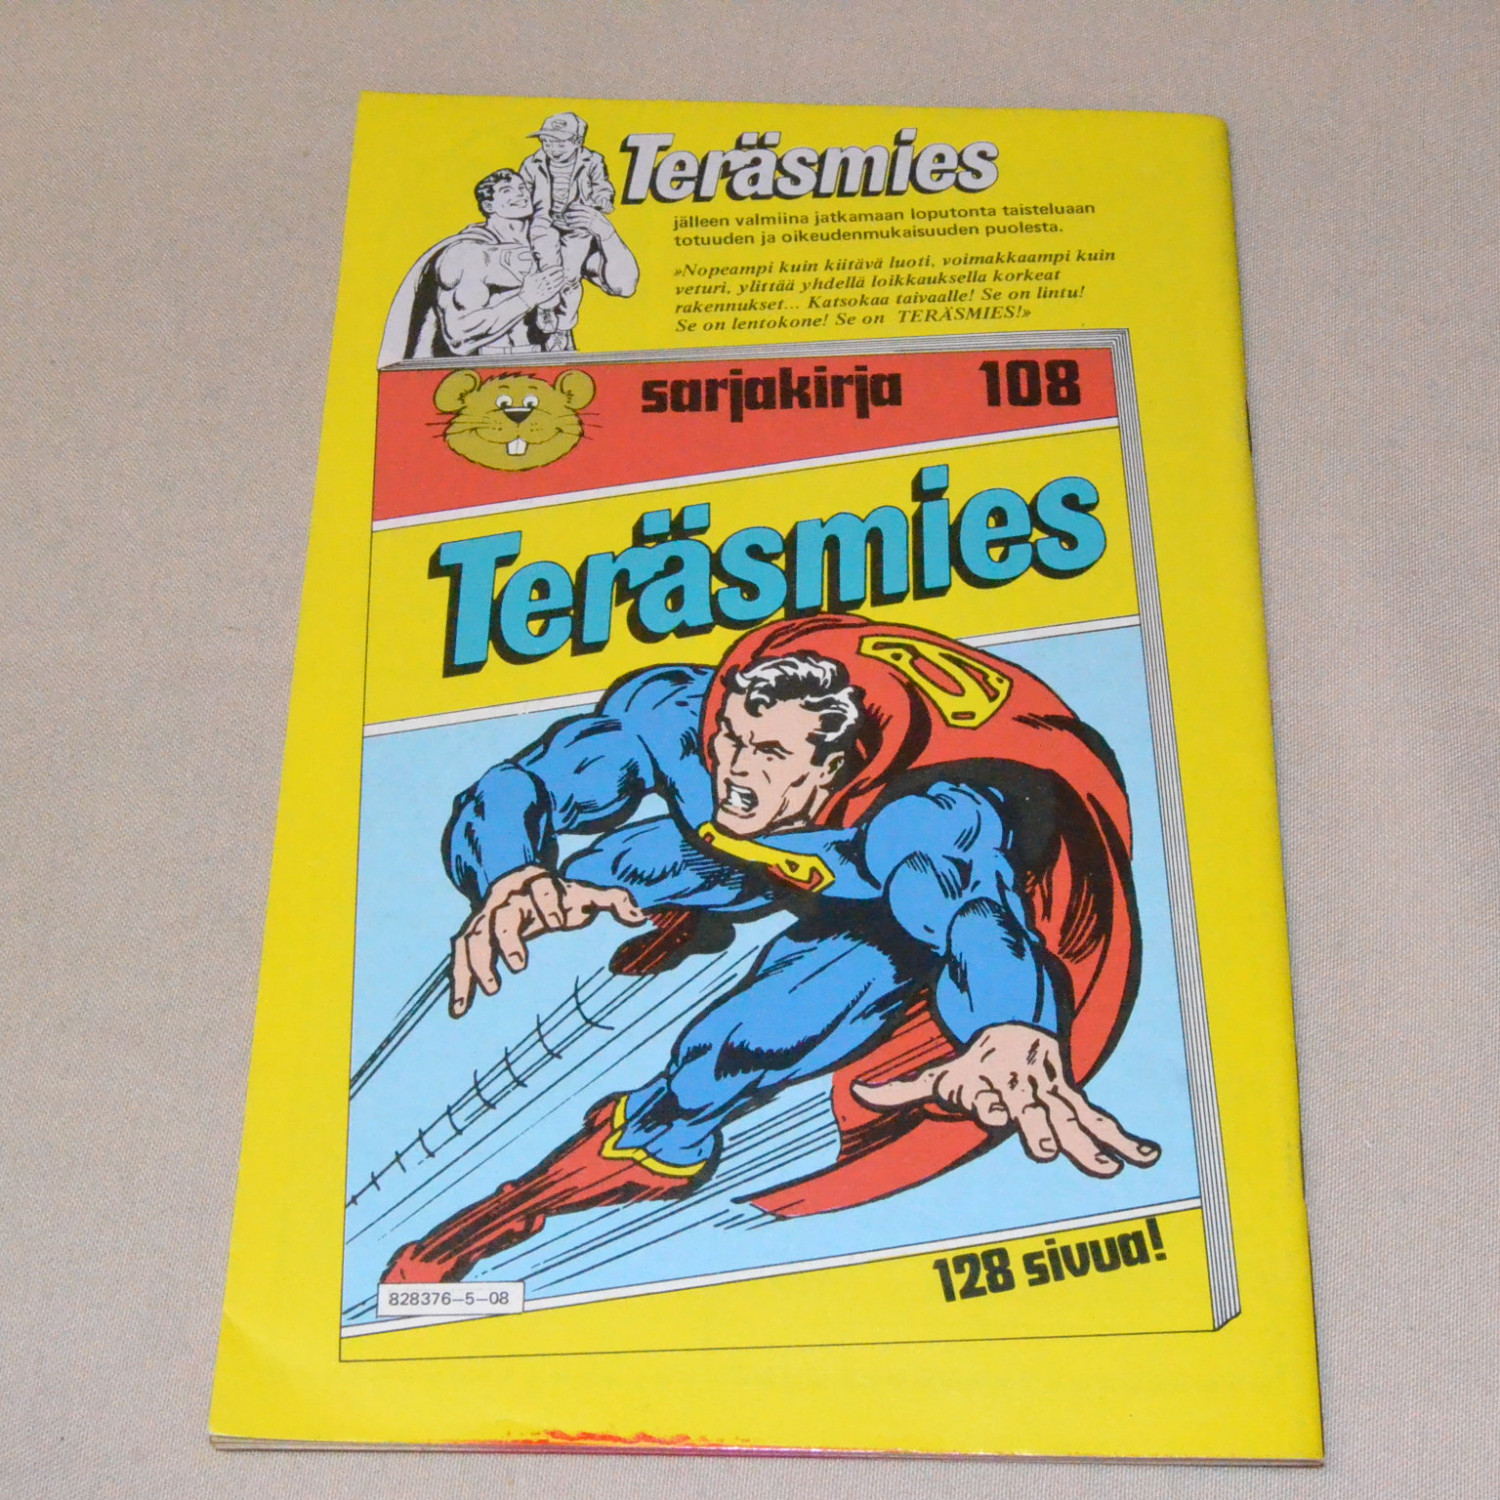 Teräsmies
jälleen valmiina jatkamaan loputonta taisteluaan
totuuden ja oikeudenmukaisuuden puolesta.
»Nopeampi kuin kiitävä luoti, voimakkaampi kuin
veturi, ylittää yhdellä loikkauksella korkeat
rakennukset... Katsokaa taivaalle! Se on lintu!
Se on lentokone! Se on TERÄSMIES!»
sarjakirja 108
Teräsmies
128 sivua!
828376-5-08